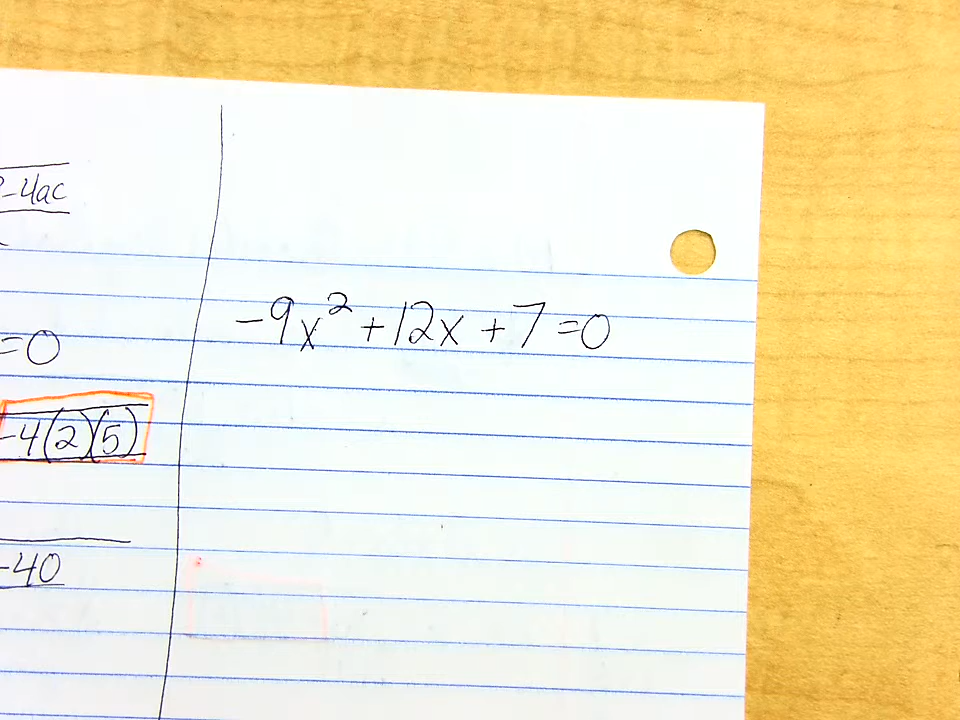 -4ac
=0
-4(2)(5)
-40
-9x² +12x +7 =0